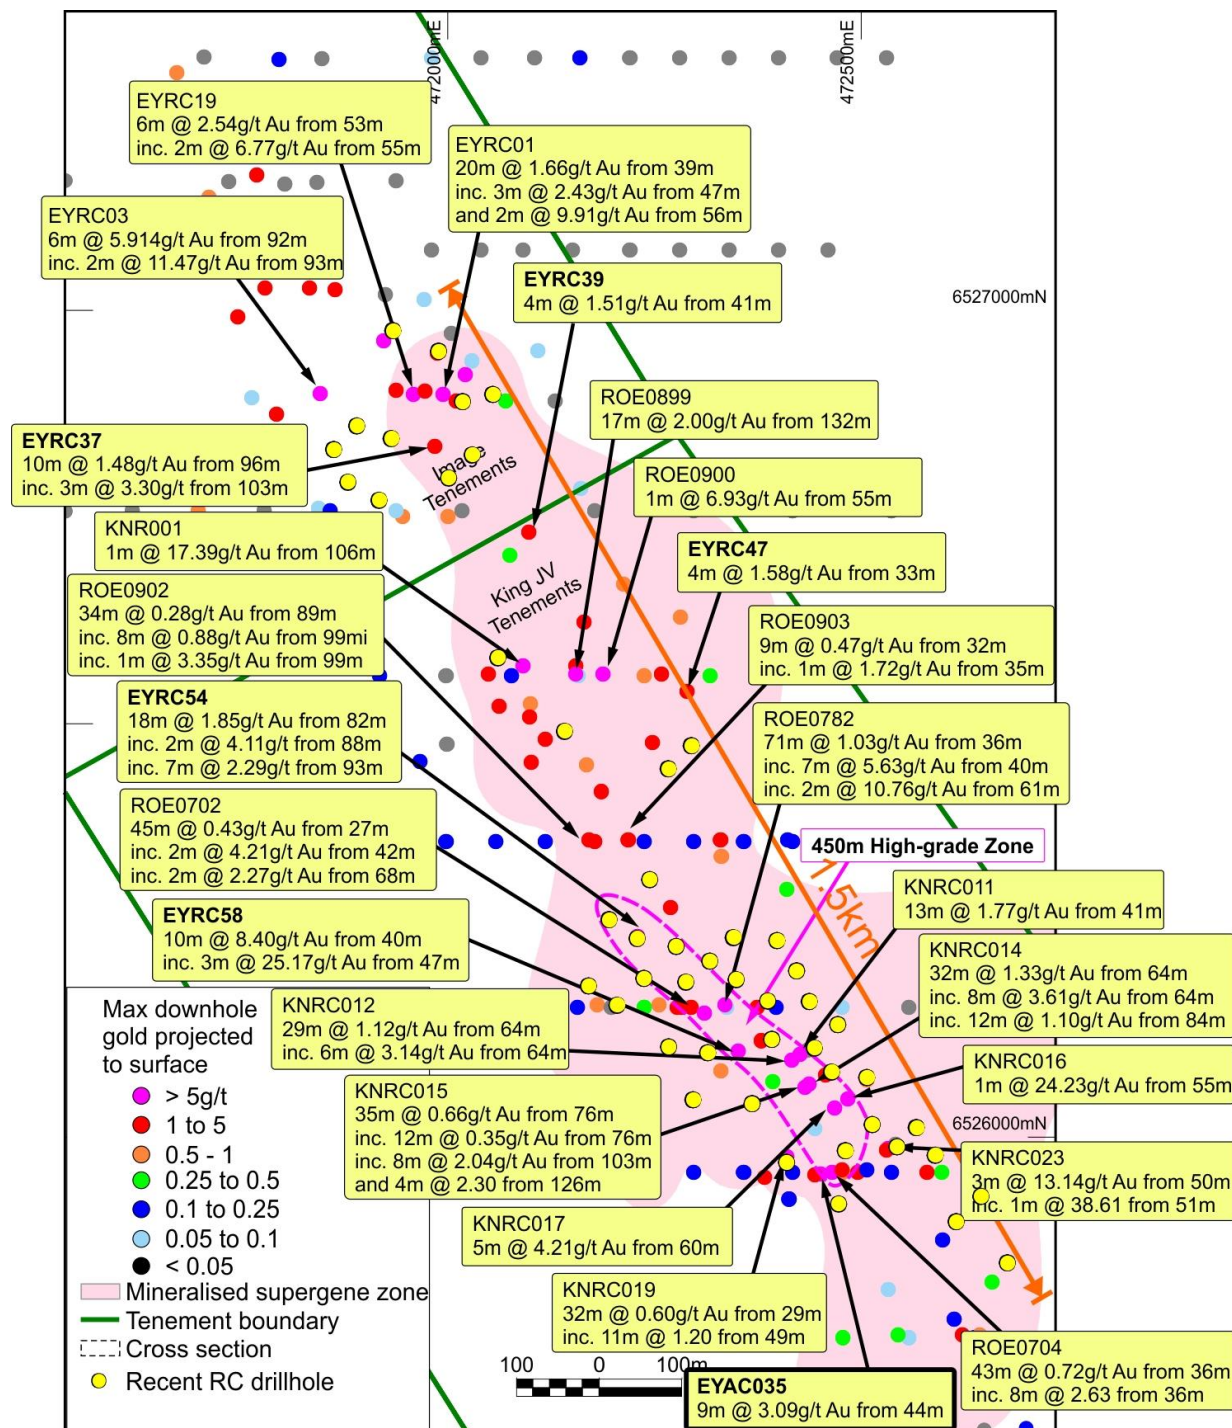 472000mE
472500mE
EYRC19
6m @ 2.54g/t Au from 53m
inc. 2m @ 6.77g/t Au from 55m
EYRC01
20m @ 1.66g/t Au from 39m
inc. 3m @ 2.43g/t Au from 47m
and 2m @ 9.91g/t Au from 56m
EYRC03
6m @ 5.914g/t Au from 92m
inc. 2m @ 11.47g/t Au from 93m
EYRC39
4m @ 1.51g/t Au from 41m
6527000mN
ROE0899
17m @ 2.00g/t Au from 132m
EYRC37
10m @ 1.48g/t Au from 96m
inc. 3m @ 3.30g/t from 103m
Image
Tenements
ROE0900
1m @ 6.93g/t Au from 55m
KNR001
1m @ 17.39g/t Au from 106m
EYRC47
4m @ 1.58g/t Au from 33m
King JV
Tenements
ROE0902
34m @ 0.28g/t Au from 89m
inc. 8m @ 0.88g/t Au from 99mi
inc. 1m @ 3.35g/t Au from 99m
ROE0903
9m @ 0.47g/t Au from 32m
inc. 1m @ 1.72g/t Au from 35m
EYRC54
18m @ 1.85g/t Au from 82m
inc. 2m @ 4.11g/t from 88m
inc. 7m @ 2.29g/t from 93m
ROE0782
71m @ 1.03g/t Au from 36m
inc. 7m @ 5.63g/t Au from 40m
inc. 2m @ 10.76g/t Au from 61m
ROE0702
45m @ 0.43g/t Au from 27m
inc. 2m @ 4.21g/t Au from 42m
inc. 2m @ 2.27g/t Au from 68m
450m High-grade Zone
1.5km
KNRC011
13m @ 1.77g/t Au from 41m
EYRC58
10m @ 8.40g/t Au from 40m
inc. 3m @ 25.17g/t Au from 47m
KNRC014
32m @ 1.33g/t Au from 64m
inc. 8m @ 3.61g/t Au from 64m
inc. 12m @ 1.10g/t Au from 84m
KNRC012
29m @ 1.12g/t Au from 64m
inc. 6m @ 3.14g/t Au from 64m
KNRC016
1m @ 24.23g/t Au from 55m
KNRC015
35m @ 0.66g/t Au from 76m
inc. 12m @ 0.35g/t Au from 76m
inc. 8m @ 2.04g/t Au from 103m
and 4m @ 2.30 from 126m
6526000mN
KNRC023
3m @ 13.14g/t Au from 50m
inc. 1m @ 38.61 from 51m
KNRC017
5m @ 4.21g/t Au from 60m
KNRC019
32m @ 0.60g/t Au from 29m
inc. 11m @ 1.20 from 49m
ROE0704
43m @ 0.72g/t Au from 36m
inc. 8m @ 2.63 from 36m
EYAC035
9m @ 3.09g/t Au from 44m
100 0 100m
Max downhole
gold projected
to surface
> 5g/t
1 to 5
0.5 - 1
0.25 to 0.5
0.1 to 0.25
0.05 to 0.1
< 0.05
Mineralised supergene zone
Tenement boundary
Cross section
Recent RC drillhole